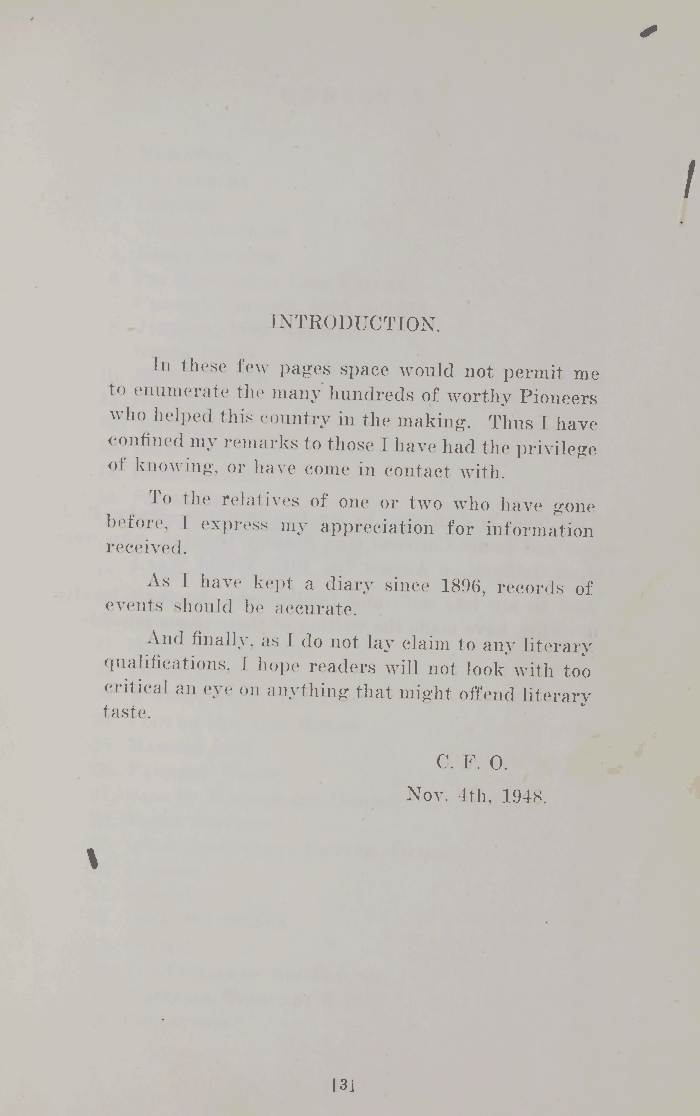 INTRODUCTION.
In these few pages space would not permit me
to enumerate the many hundreds of worthy Pioneers
who helped this country in the making. Thus I have
confined my remarks to those I have had the privilege
of knowing, or have come in contact with.
To the relatives of one or two who have gone
before, I express my appreciation for information
received.
As I have kept a diary since 1896, records of
events should be accurate.
And finally, as I do not lay claim to any literary
qualifications, I hope readers will not look with too
critical an eye on anything that might offend literary
taste.
C. F. O.
Nov. 4th, 1948.
[3]